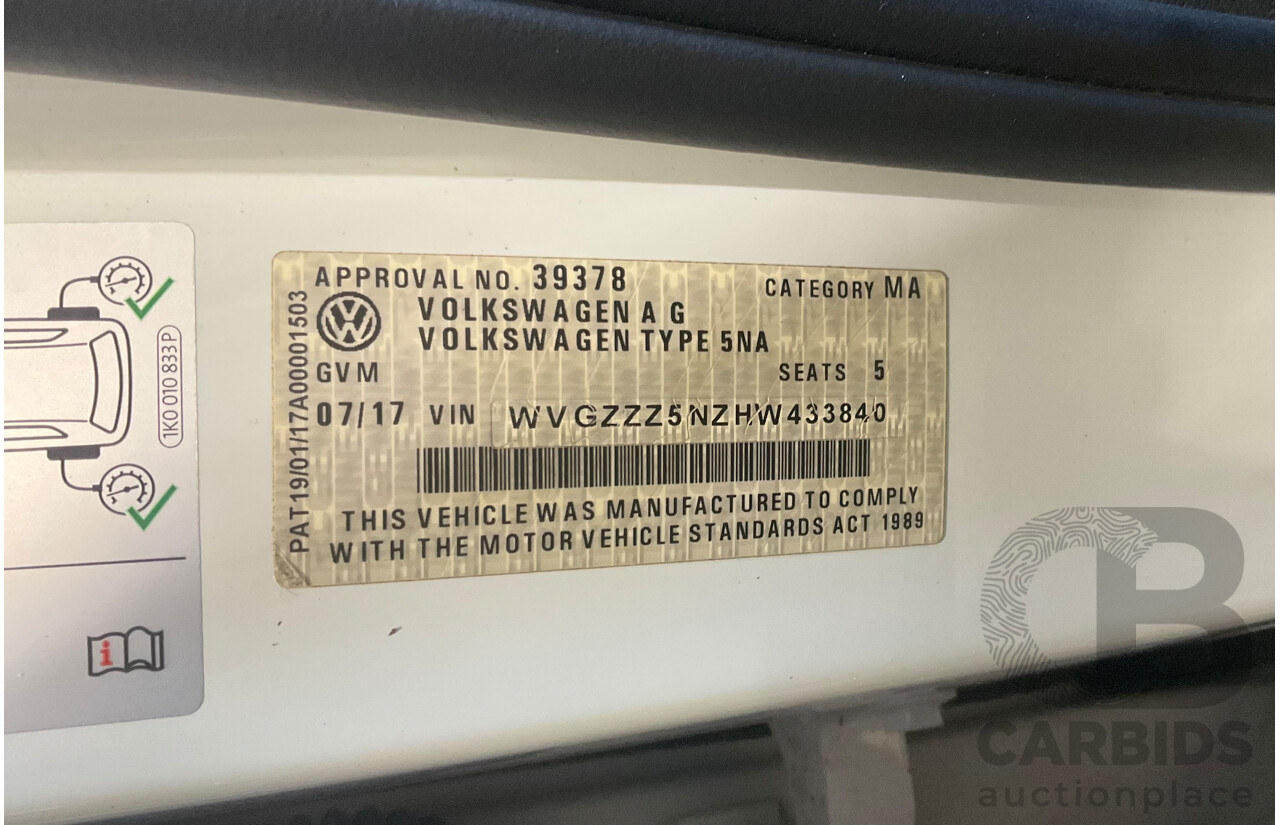 APPROVAL NO. 39378 CATEGORY MA
VOLKSWAGEN A G
VOLKSWAGEN TYPE 5NA
GVM SEATS 5
07/17 VIN WVGZZZ5NZHW433840
THIS VEHICLE WAS MANUFACTURED TO COMPLY
WITH THE MOTOR VEHICLE STANDARDS ACT 1989
PAT19/01/17A00001503
1K0 010 833 P
i
CB
CARBIDS
auctionplace